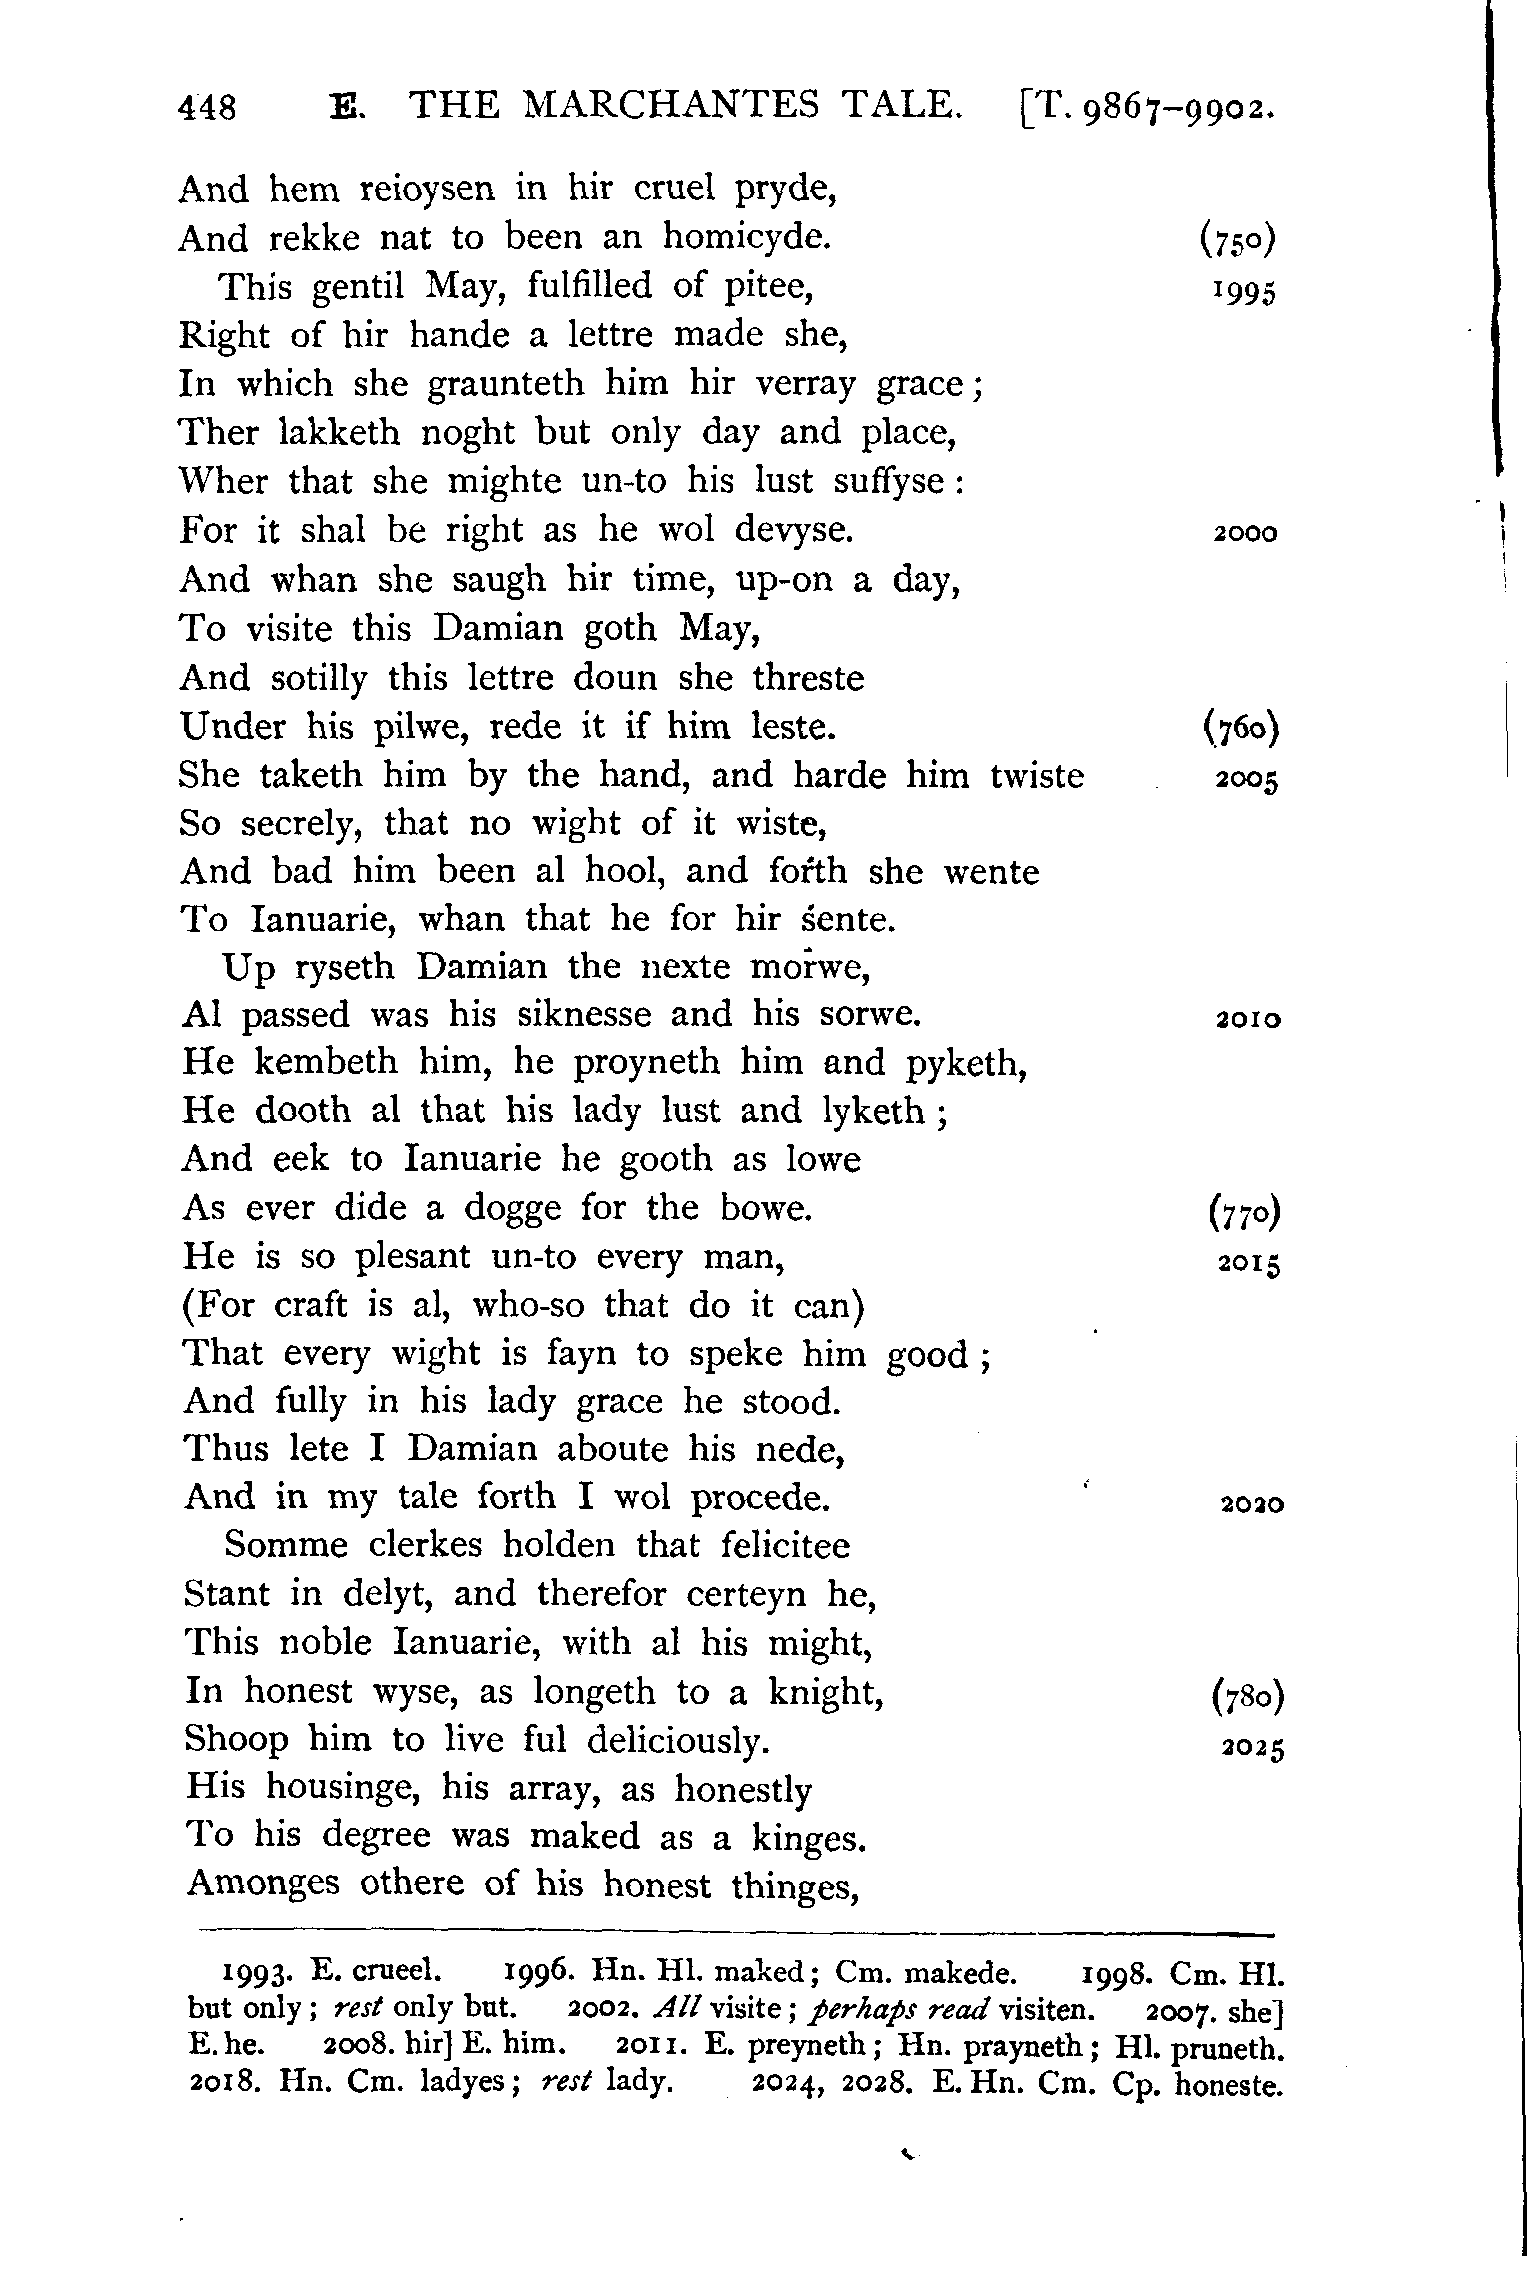 448 E. THE MARCHANTES TALE. [T. 9867–9902.
And hem reioysen in hir cruel pryde,
And rekke nat to been an homicyde. (750)
This gentil May, fulfilled of pitee, 1995
Right of hir hande a lettre made she,
In which she graunteth him hir verray grace;
Ther lakketh noght but only day and place,
Wher that she mighte un-to his lust suffyse:
For it shal be right as he wol devyse. 2000
And whan she saugh hir time, up-on a day,
To visite this Damian goth May,
And sotilly this lettre doun she threste
Under his pilwe, rede it if him leste. (760)
She taketh him by the hand, and harde him twiste 2005
So secrely, that no wight of it wiste,
And bad him been al hool, and forth she wente
To Ianuarie, whan that he for hir sente.
Up ryseth Damian the nexte morwe,
Al passed was his siknesse and his sorwe. 2010
He kembeth him, he proyneth him and pyketh,
He dooth al that his lady lust and lyketh;
And eek to Ianuarie he gooth as lowe
As ever dide a dogge for the bowe. (770)
He is so plesant un-to every man, 2015
(For craft is al, who-so that do it can)
That every wight is fayn to speke him good;
And fully in his lady grace he stood.
Thus lete I Damian aboute his nede,
And in my tale forth I wol procede. 2020
Somme clerkes holden that felicitee
Stant in delyt, and therefor certeyn he,
This noble Ianuarie, with al his might,
In honest wyse, as longeth to a knight, (780)
Shoop him to live ful deliciously. 2025
His housinge, his array, as honestly
To his degree was maked as a kinges.
Amonges othere of his honest thinges,
1993. E. crueel. 1996. Hn. Hl. maked; Cm. makede. 1998. Cm. Hl.
but only; rest only but. 2002. All visite; perhaps read visiten. 2007. she]
E. he. 2008. hir] E. him. 2011. E. preyneth; Hn. prayneth; Hl. pruneth.
2018. Hn. Cm. ladyes; rest lady. 2024, 2028. E. Hn. Cm. Cp. honeste.